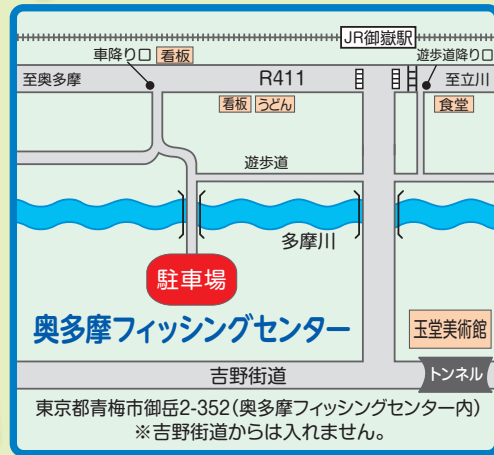 JR御嶽駅
車降り口 看板
遊歩道降り口
至奥多摩
R411
至立川
看板 うどん
食堂
遊歩道
多摩川
駐車場
奥多摩フィッシングセンター
玉堂美術館
吉野街道
トンネル
東京都青梅市御岳2-352(奥多摩フィッシングセンター内)
※吉野街道からは入れません。